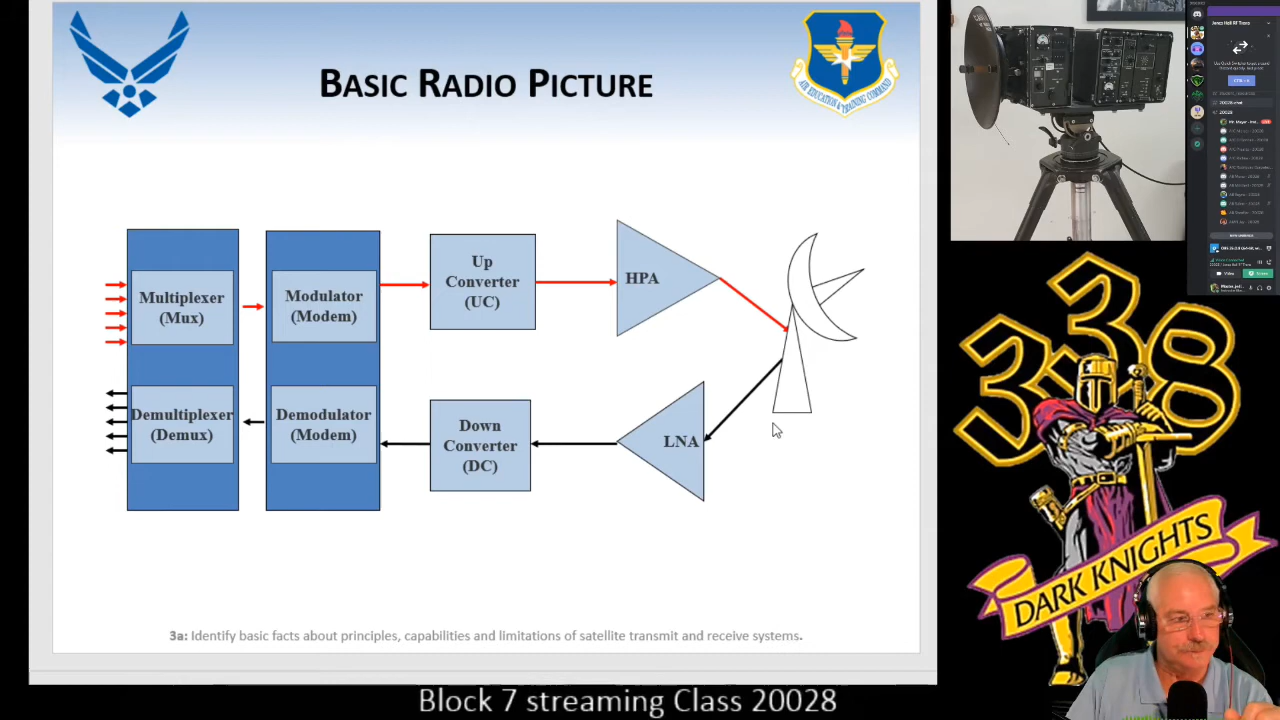 BASIC RADIO PICTURE
AIR EDUCATION & TRAINING COMMAND
Multiplexer
(Mux)
Modulator
(Modem)
Up
Converter
(UC)
HPA
Demultiplexer
(Demux)
Demodulator
(Modem)
Down
Converter
(DC)
LNA
3a: Identify basic facts about principles, capabilities and limitations of satellite transmit and receive systems.
Block 7 streaming Class 20028
338
DARK KNIGHTS